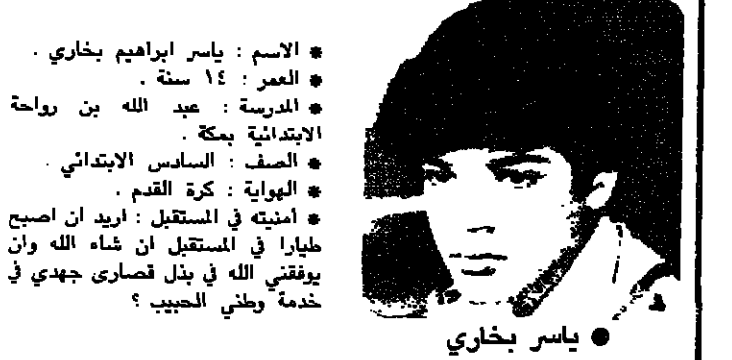 * الاسم : ياسر ابراهيم بخاري .
* العمر : ١٤ سنة .
* المدرسة : عبد الله بن رواحة
الابتدائية بمكة .
* الصف : السادس الابتدائي .
* الهواية : كرة القدم .
* أمنيته في المستقبل : اريد ان اصبح
طيارا في المستقبل ان شاء الله وان
يوفقني الله في بذل قصارى جهدي في
خدمة وطني الحبيب ؟
● ياسر بخاري